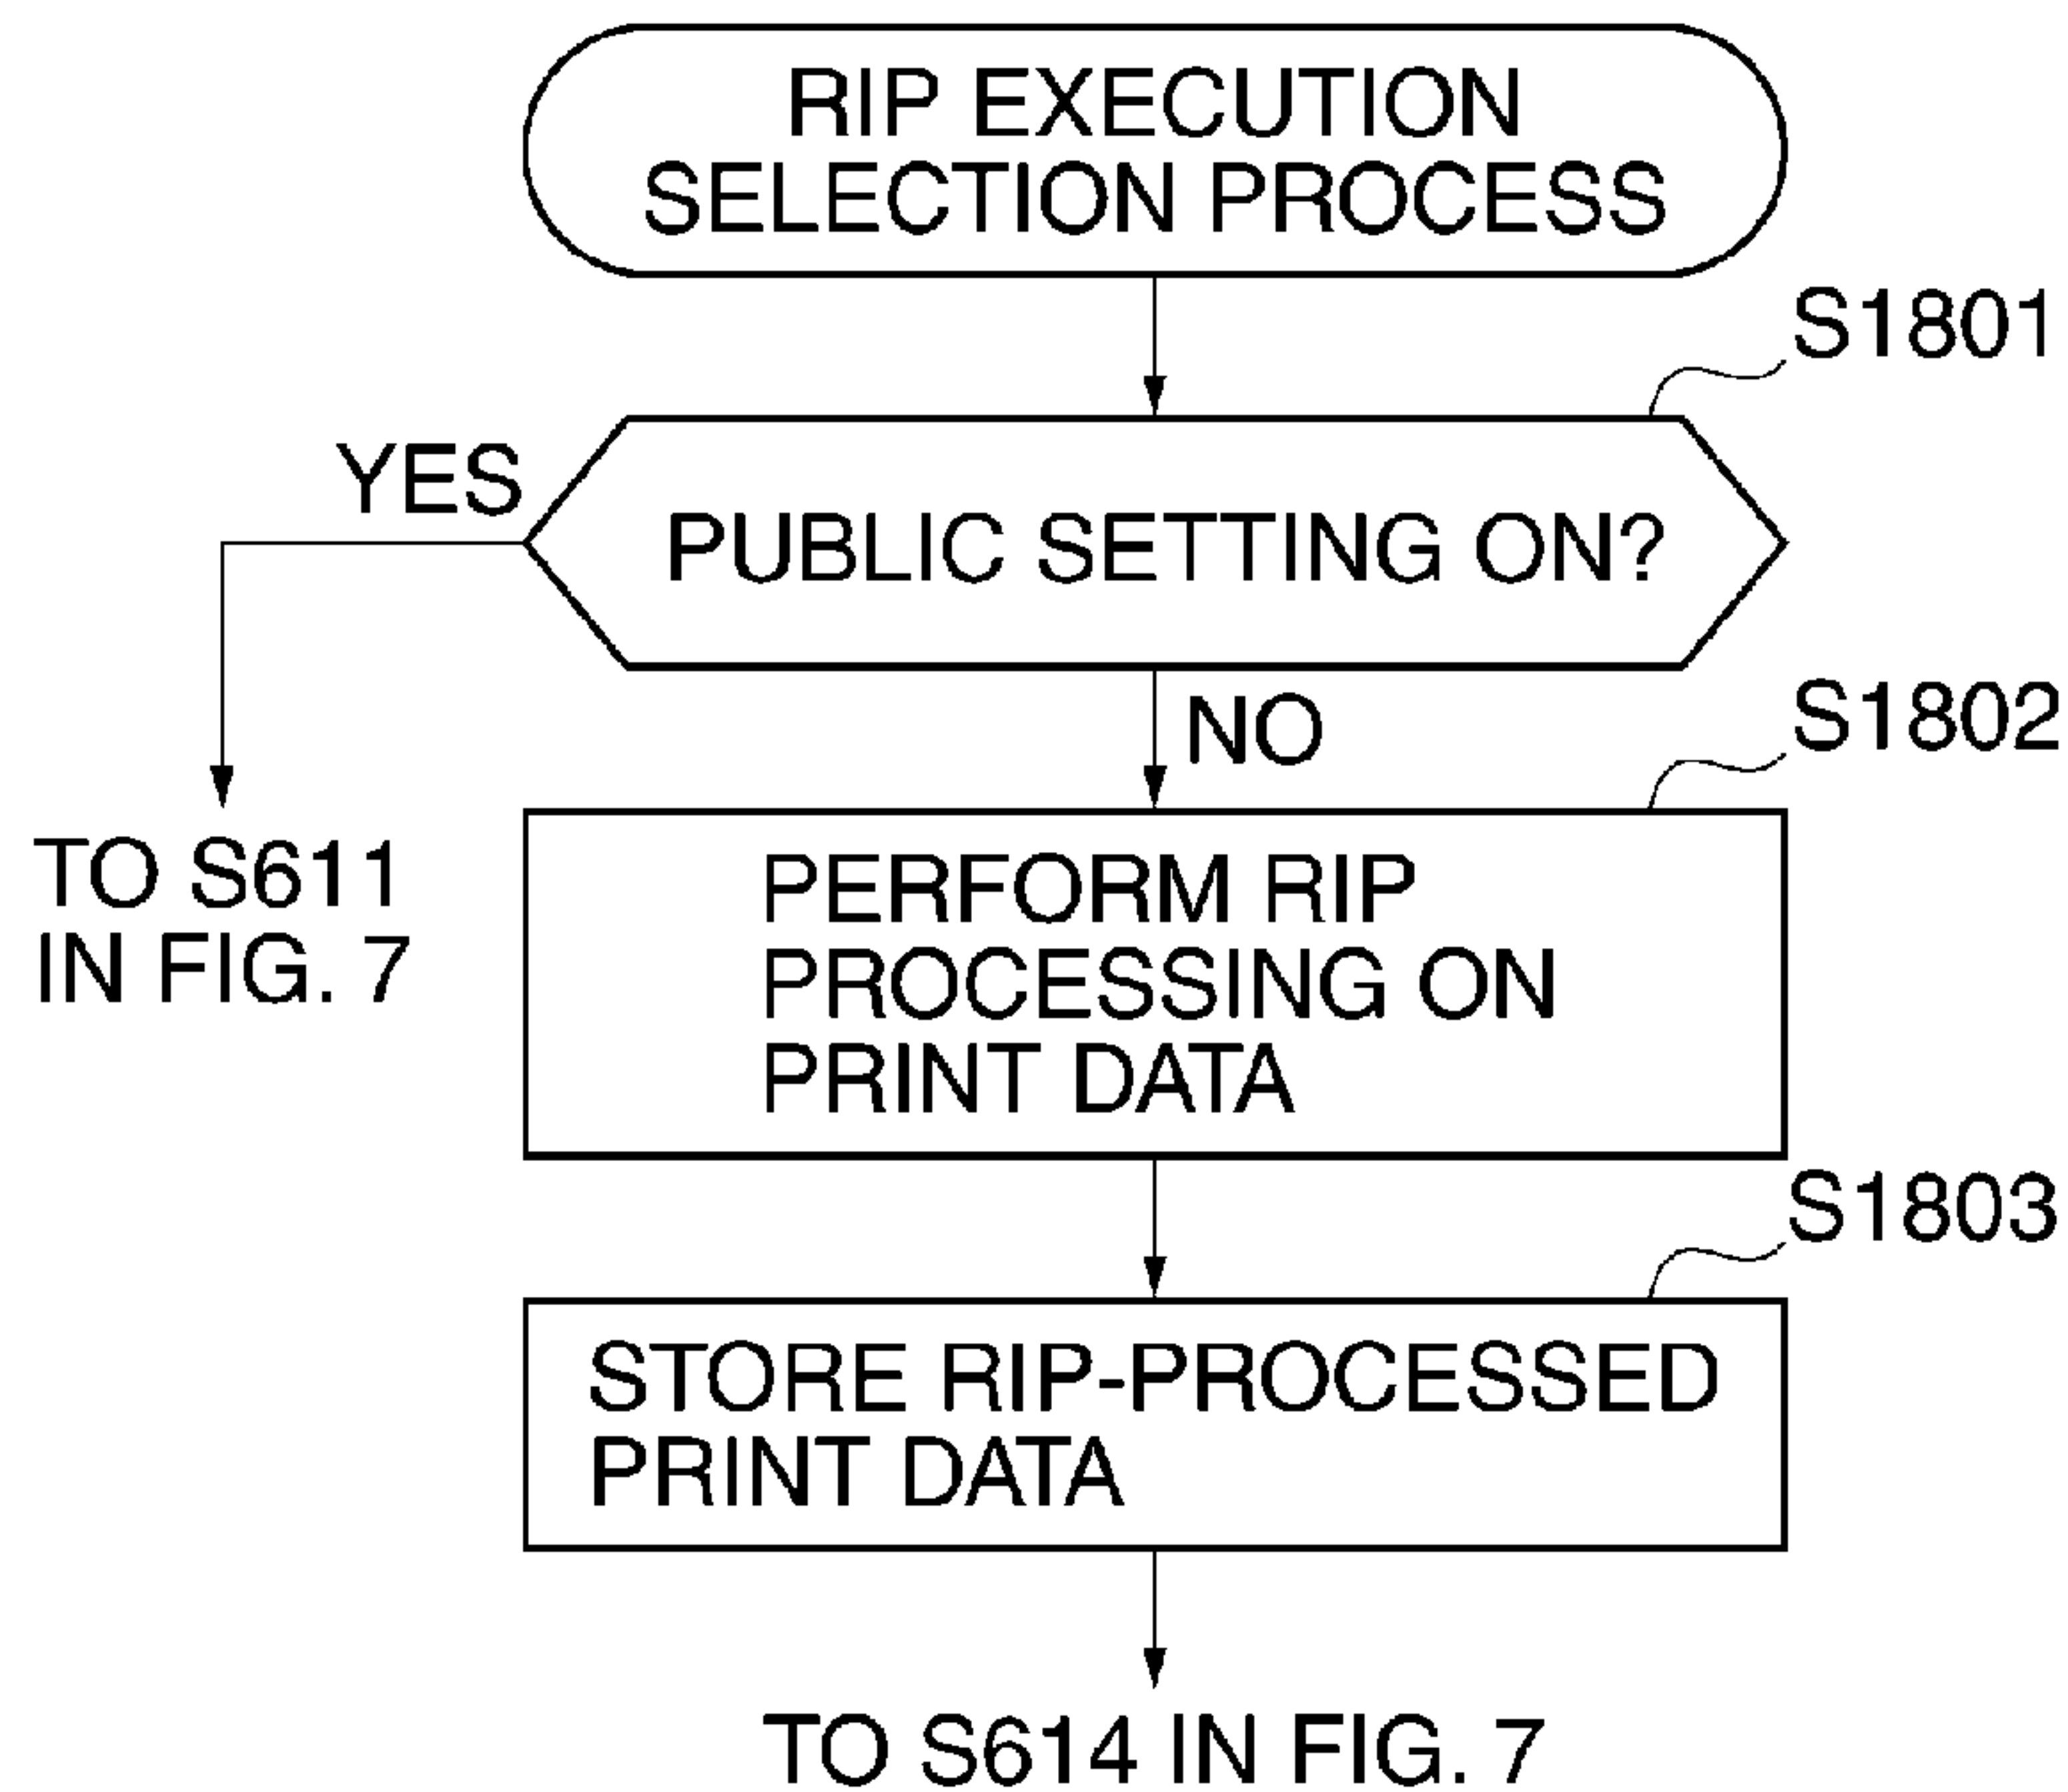 RIP EXECUTION
SELECTION PROCESS
S1801
YES
PUBLIC SETTING ON?
NO
S1802
TO S611
IN FIG. 7
PERFORM RIP
PROCESSING ON
PRINT DATA
S1803
STORE RIP-PROCESSED
PRINT DATA
TO S614 IN FIG. 7